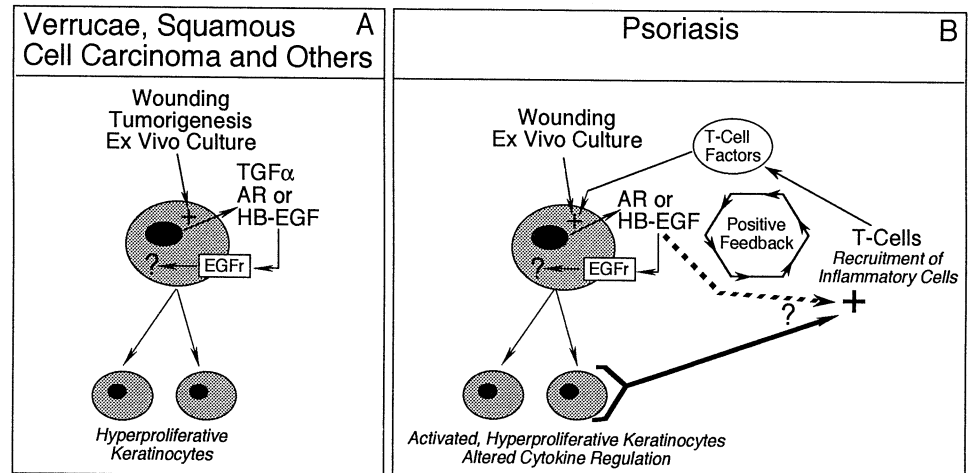 Verrucae, Squamous A
Cell Carcinoma and Others
Wounding
Tumorigenesis
Ex Vivo Culture
TGFα
AR or
HB-EGF
+
EGFr
?
Hyperproliferative
Keratinocytes
Psoriasis B
Wounding
Ex Vivo Culture
T-Cell
Factors
AR or
HB-EGF
+
EGFr
?
Positive
Feedback
T-Cells
Recruitment of
Inflammatory Cells
+
?
Activated, Hyperproliferative Keratinocytes
Altered Cytokine Regulation